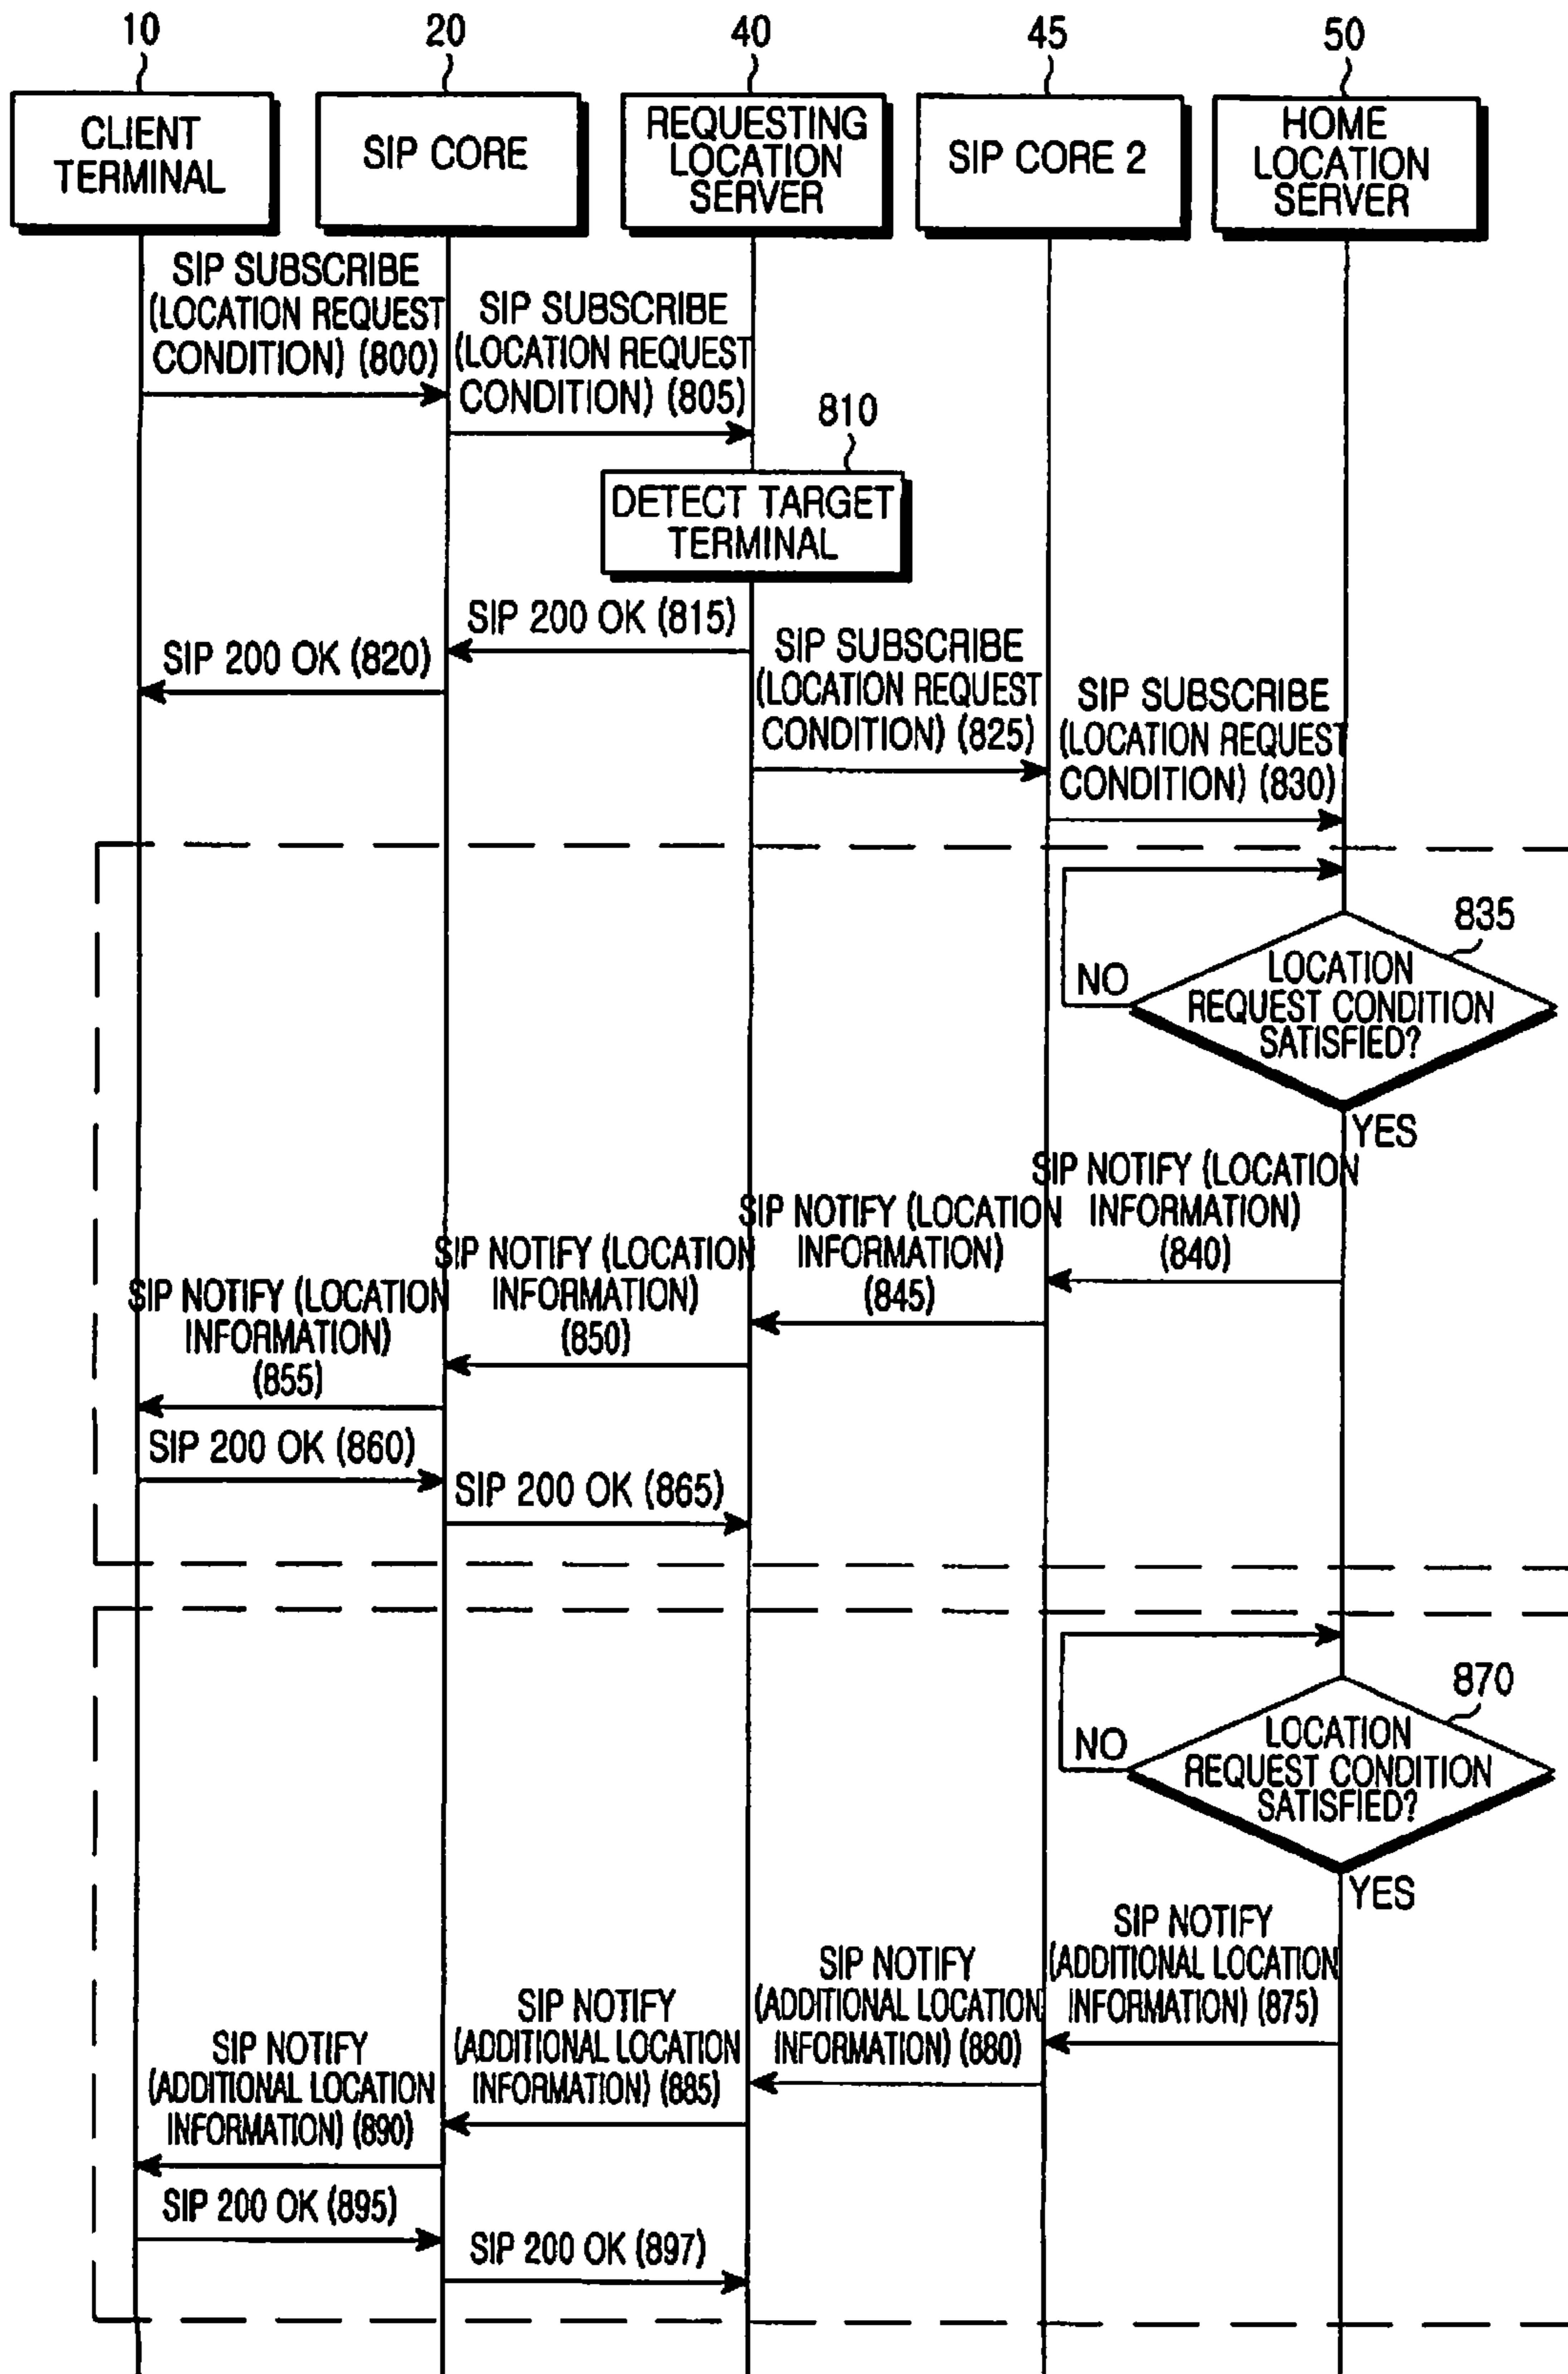 10
20
40
45
50
CLIENT
TERMINAL
SIP CORE
REQUESTING
LOCATION
SERVER
SIP CORE 2
HOME
LOCATION
SERVER
SIP SUBSCRIBE
(LOCATION REQUEST
CONDITION) (800)
SIP SUBSCRIBE
(LOCATION REQUEST
CONDITION) (805)
810
DETECT TARGET
TERMINAL
SIP 200 OK (815)
SIP 200 OK (820)
SIP SUBSCRIBE
(LOCATION REQUEST
CONDITION) (825)
SIP SUBSCRIBE
(LOCATION REQUEST
CONDITION) (830)
835
NO
LOCATION
REQUEST CONDITION
SATISFIED?
YES
SIP NOTIFY (LOCATION
INFORMATION)
(840)
SIP NOTIFY (LOCATION
INFORMATION)
(845)
SIP NOTIFY (LOCATION
INFORMATION)
(850)
SIP NOTIFY (LOCATION
INFORMATION)
(855)
SIP 200 OK (860)
SIP 200 OK (865)
870
NO
LOCATION
REQUEST CONDITION
SATISFIED?
YES
SIP NOTIFY
(ADDITIONAL LOCATION
INFORMATION) (875)
SIP NOTIFY
(ADDITIONAL LOCATION
INFORMATION) (880)
SIP NOTIFY
(ADDITIONAL LOCATION
INFORMATION) (885)
SIP NOTIFY
(ADDITIONAL LOCATION
INFORMATION) (890)
SIP 200 OK (895)
SIP 200 OK (897)